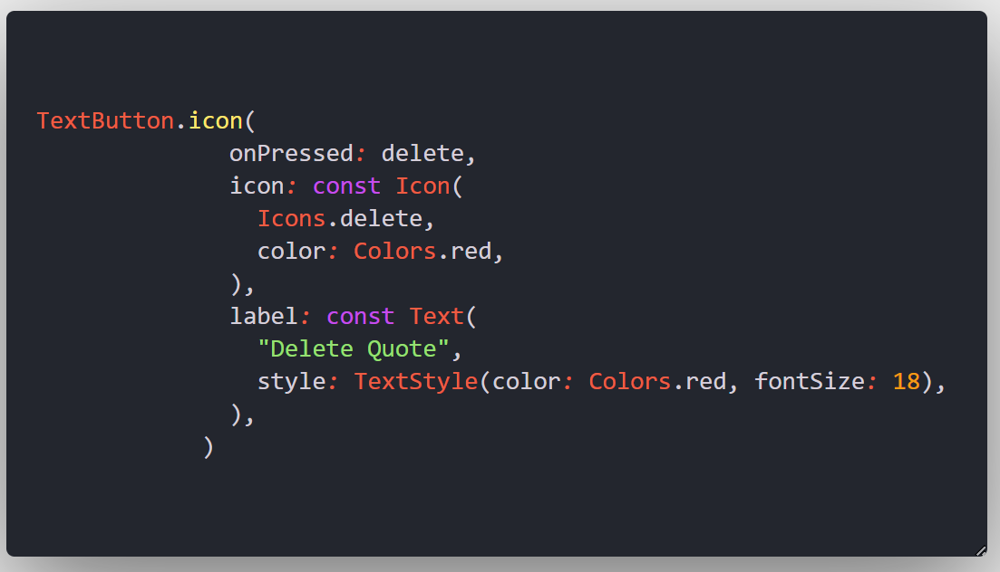 TextButton.icon(
              onPressed: delete,
              icon: const Icon(
                Icons.delete,
                color: Colors.red,
              ),
              label: const Text(
                "Delete Quote",
                style: TextStyle(color: Colors.red, fontSize: 18),
              ),
            )